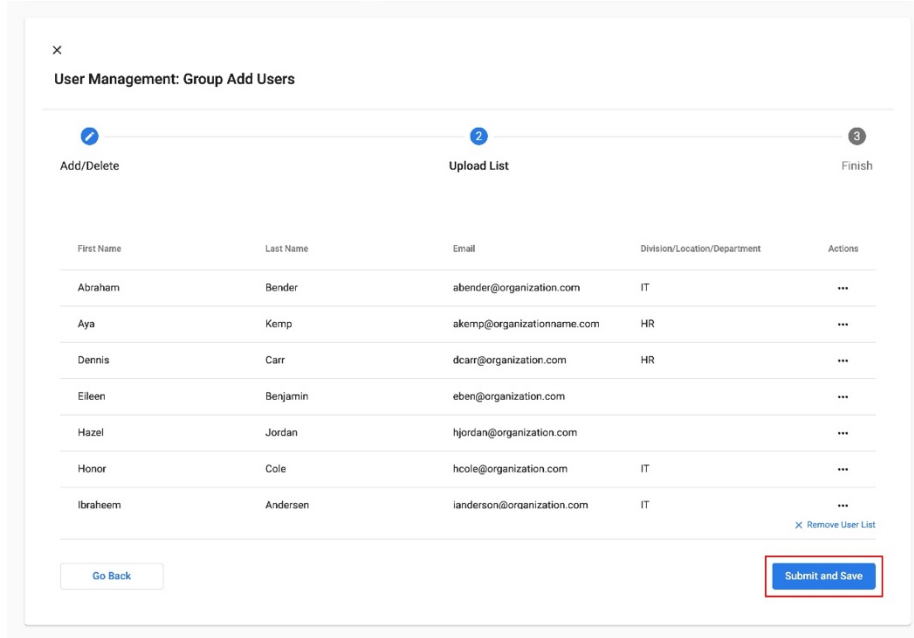 ×
User Management: Group Add Users
2 3
Add/Delete Upload List Finish
First Name Last Name Email Division/Location/Department Actions
Abraham Bender abender@organization.com IT •••
Aya Kemp akemp@organizationname.com HR •••
Dennis Carr dcarr@organization.com HR •••
Eileen Benjamin eben@organization.com •••
Hazel Jordan hjordan@organization.com •••
Honor Cole hcole@organization.com IT •••
Ibraheem Andersen ianderson@organization.com IT •••
× Remove User List
Go Back Submit and Save